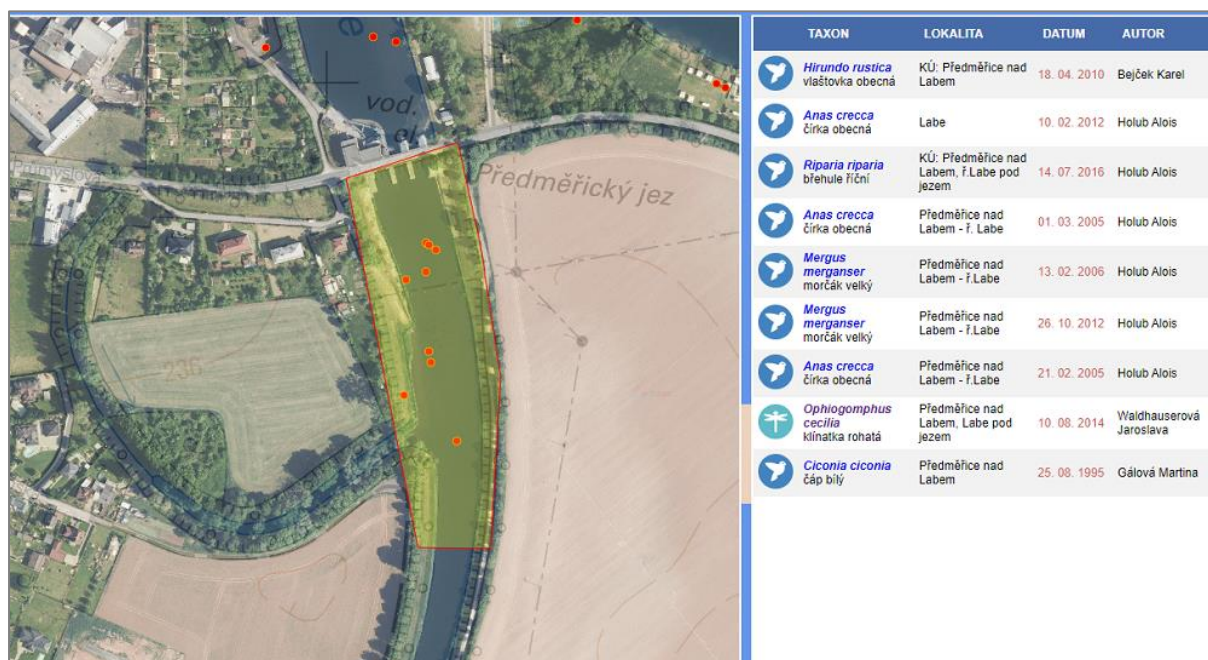 e
vod.
el.
Průmyslová
Předměřický jez
236
TAXON LOKALITA DATUM AUTOR
Hirundo rustica
vlaštovka obecná
KÚ: Předměřice nad
Labem
18. 04. 2010
Bejček Karel
Anas crecca
čírka obecná
Labe
10. 02. 2012
Holub Alois
Riparia riparia
břehule říční
KÚ: Předměřice nad
Labem, ř.Labe pod
jezem
14. 07. 2016
Holub Alois
Anas crecca
čírka obecná
Předměřice nad
Labem - ř. Labe
01. 03. 2005
Holub Alois
Mergus
merganser
morčák velký
Předměřice nad
Labem - ř.Labe
13. 02. 2006
Holub Alois
Mergus
merganser
morčák velký
Předměřice nad
Labem - ř.Labe
26. 10. 2012
Holub Alois
Anas crecca
čírka obecná
Předměřice nad
Labem - ř.Labe
21. 02. 2005
Holub Alois
Ophiogomphus
cecilia
klínatka rohatá
Předměřice nad
Labem, Labe pod
jezem
10. 08. 2014
Waldhauserová
Jaroslava
Ciconia ciconia
čáp bílý
Předměřice nad
Labem
25. 08. 1995
Gálová Martina